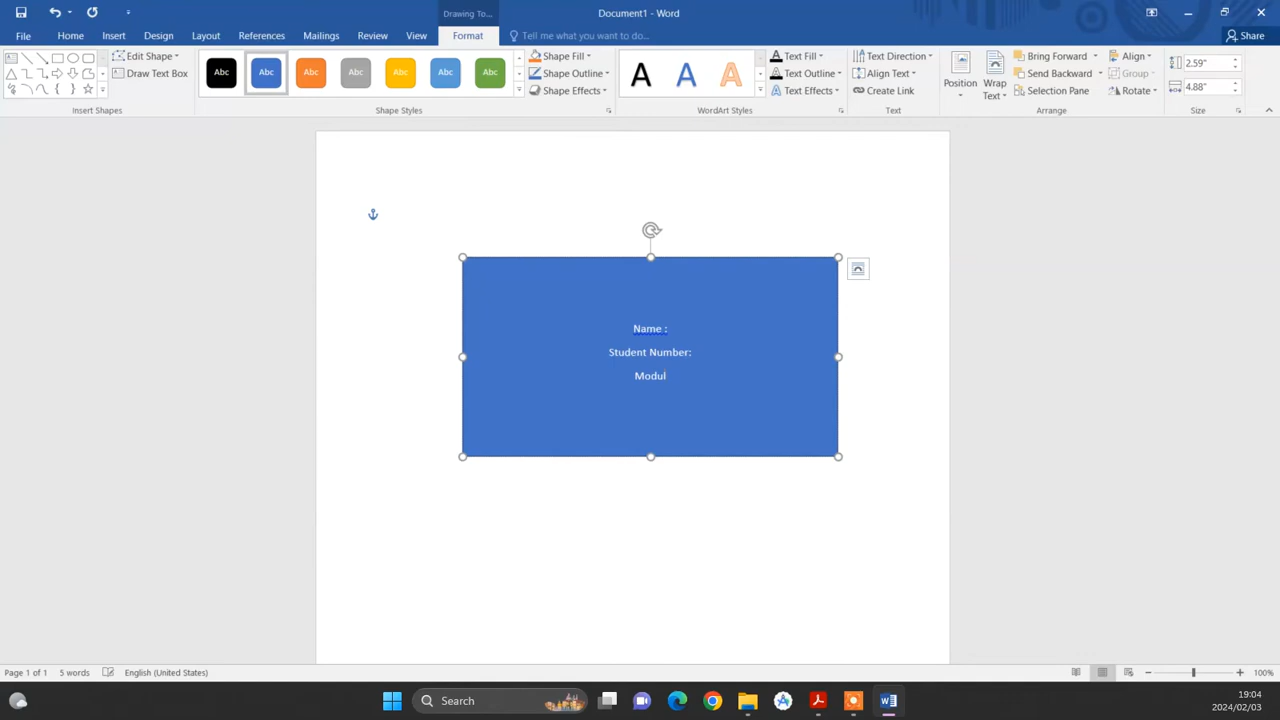 Drawing To...
Document1 - Word
File
Home
Insert
Design
Layout
References
Mailings
Review
View
Format
Tell me what you want to do...
Share
Edit Shape
Draw Text Box
Insert Shapes
Abc
Abc
Abc
Abc
Abc
Abc
Abc
Shape Fill
Shape Outline
Shape Effects
Shape Styles
A
A
A
Text Fill
Text Outline
Text Effects
WordArt Styles
Text Direction
Align Text
Create Link
Text
Position
Wrap
Text
Bring Forward
Send Backward
Selection Pane
Align
Group
Rotate
Arrange
2.59"
4.88"
Size
Name :
Student Number:
Modul
Page 1 of 1
5 words
English (United States)
100%
Search
19:04
2024/02/03